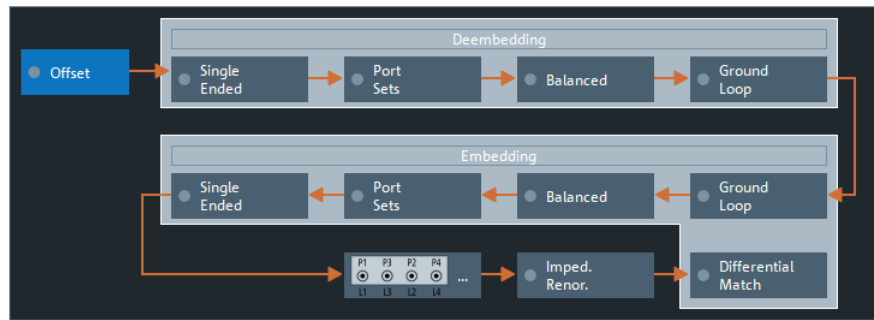 Deembedding
Offset
Single
Ended
Port
Sets
Balanced
Ground
Loop
Embedding
Single
Ended
Port
Sets
Balanced
Ground
Loop
P1 P3 P2 P4
L1 L3 L2 L4
...
Imped.
Renor.
Differential
Match